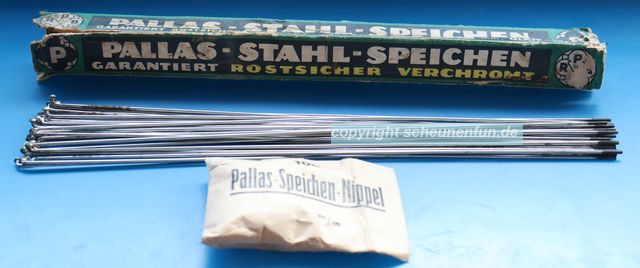 PALLAS-STAHL-SPEICHEN
GARANTIERT ROSTSICHER VERCHROMT
copyright scheunenfun.de
Pallas-Speichen-Nippel
m/m